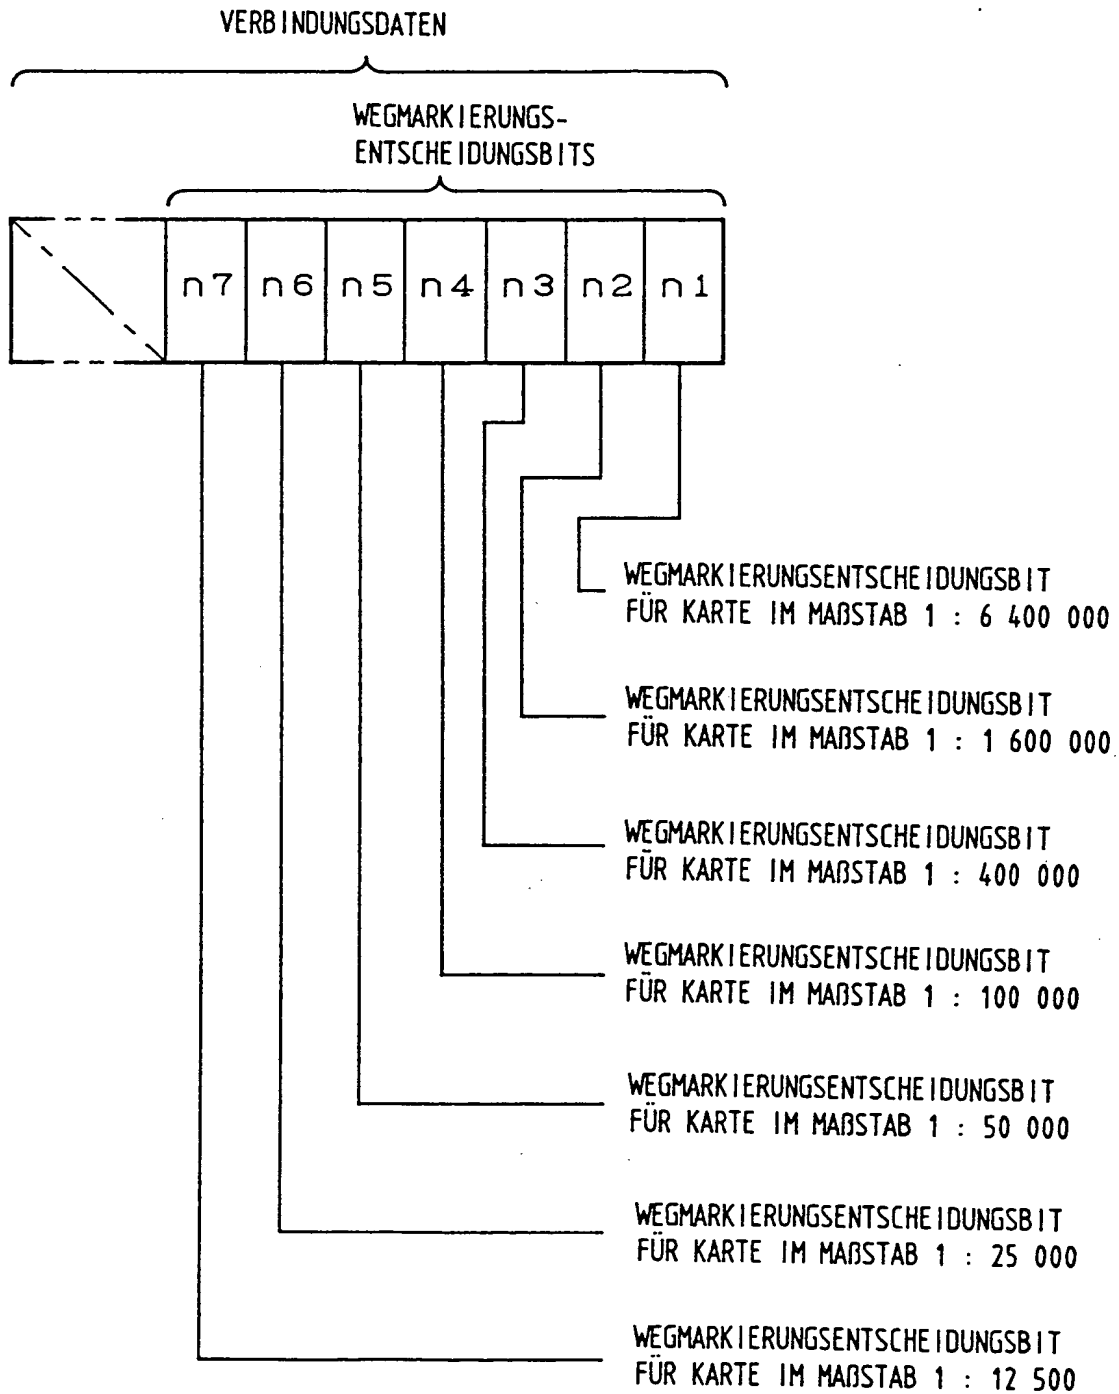 VERBINDUNGSDATEN
WEGMARKIERUNGS-
ENTSCHEIDUNGSBITS
n7 n6 n5 n4 n3 n2 n1
WEGMARKIERUNGSENTSCHEIDUNGSBIT
FÜR KARTE IM MAßSTAB 1 : 6 400 000
WEGMARKIERUNGSENTSCHEIDUNGSBIT
FÜR KARTE IM MAßSTAB 1 : 1 600 000
WEGMARKIERUNGSENTSCHEIDUNGSBIT
FÜR KARTE IM MAßSTAB 1 : 400 000
WEGMARKIERUNGSENTSCHEIDUNGSBIT
FÜR KARTE IM MAßSTAB 1 : 100 000
WEGMARKIERUNGSENTSCHEIDUNGSBIT
FÜR KARTE IM MAßSTAB 1 : 50 000
WEGMARKIERUNGSENTSCHEIDUNGSBIT
FÜR KARTE IM MAßSTAB 1 : 25 000
WEGMARKIERUNGSENTSCHEIDUNGSBIT
FÜR KARTE IM MAßSTAB 1 : 12 500